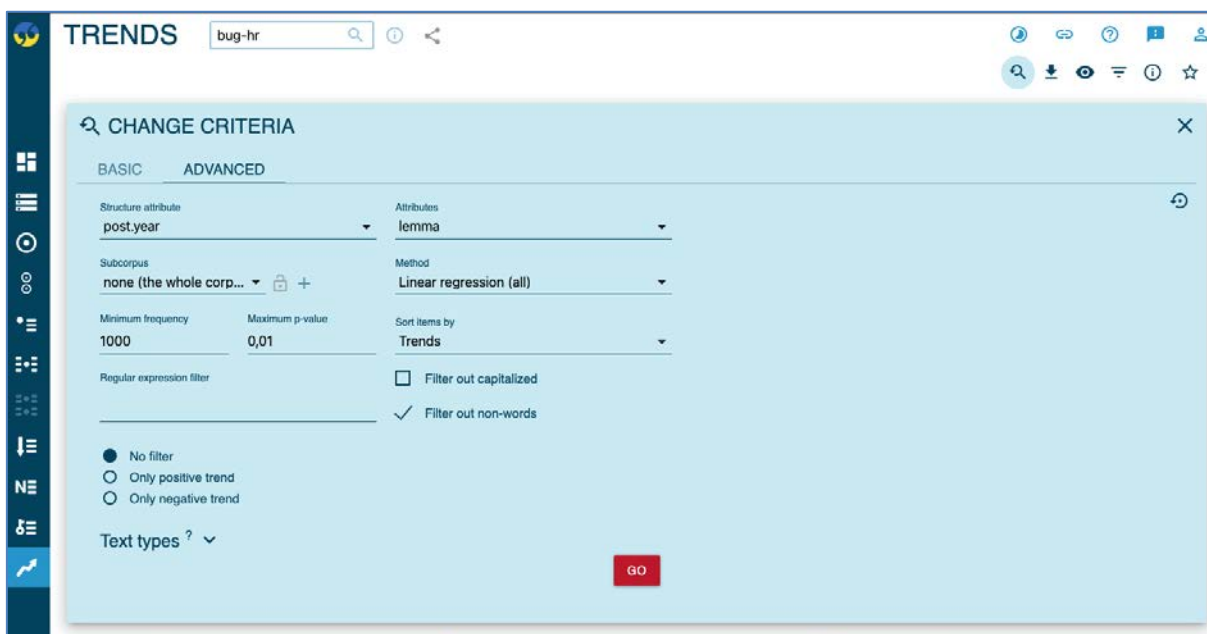 TRENDS
bug-hr
CHANGE CRITERIA
BASIC ADVANCED
Structure attribute Attributes
post.year lemma
Subcorpus Method
none (the whole corp... Linear regression (all)
Minimum frequency Maximum p-value Sort items by
1000 0,01 Trends
Regular expression filter Filter out capitalized
Filter out non-words
No filter
Only positive trend
Only negative trend
Text types ?
GO
N